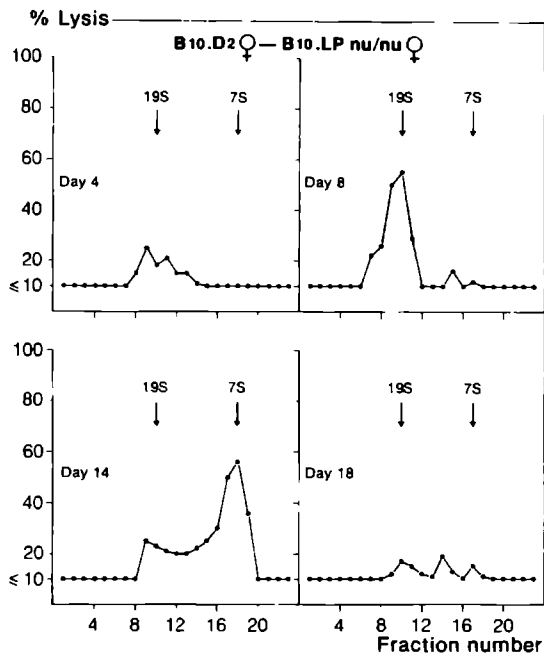 % Lysis
B10.D2 ♀ — B10.LP nu/nu ♀
100
80
60
20
≤ 10
19S 7S
Day 4
19S 7S
Day 8
100
80
60
20
≤ 10
19S 7S
Day 14
19S 7S
Day 18
4 8 12 16 20 4 8 12 16 20
Fraction number